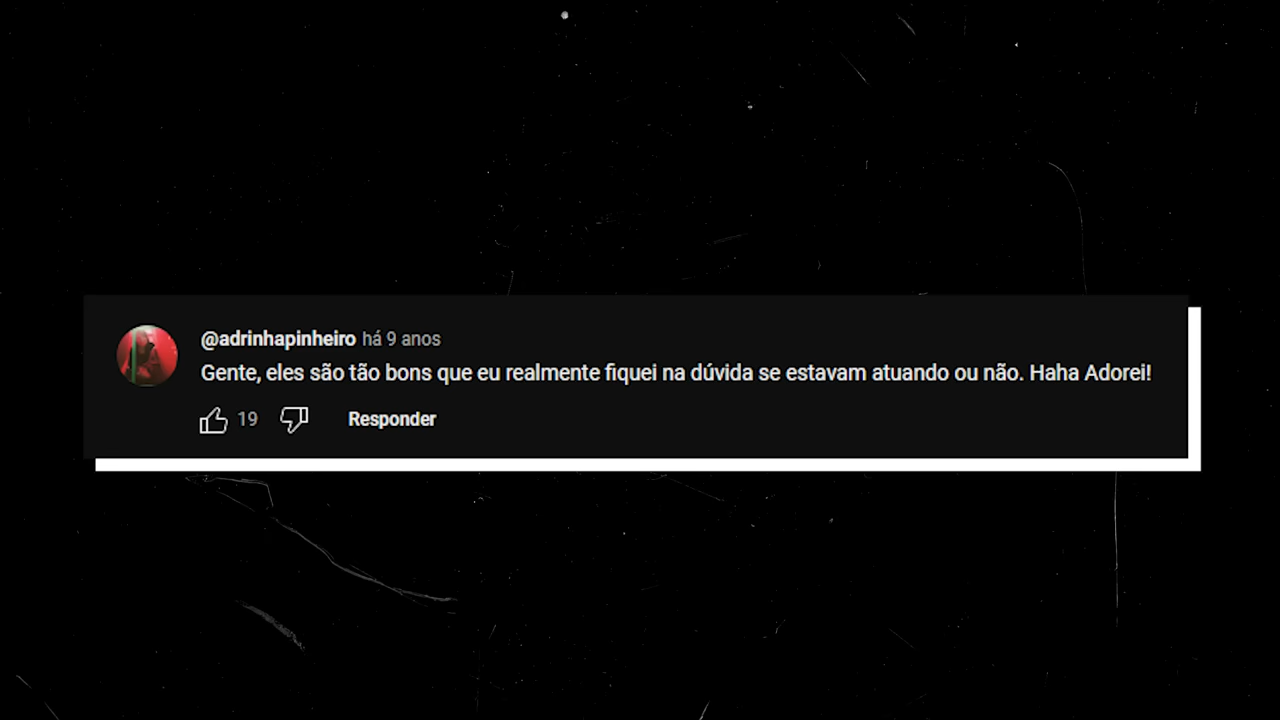 @adrinhapinheiro há 9 anos
Gente, eles são tão bons que eu realmente fiquei na dúvida se estavam atuando ou não. Haha Adorei!
19 Responder